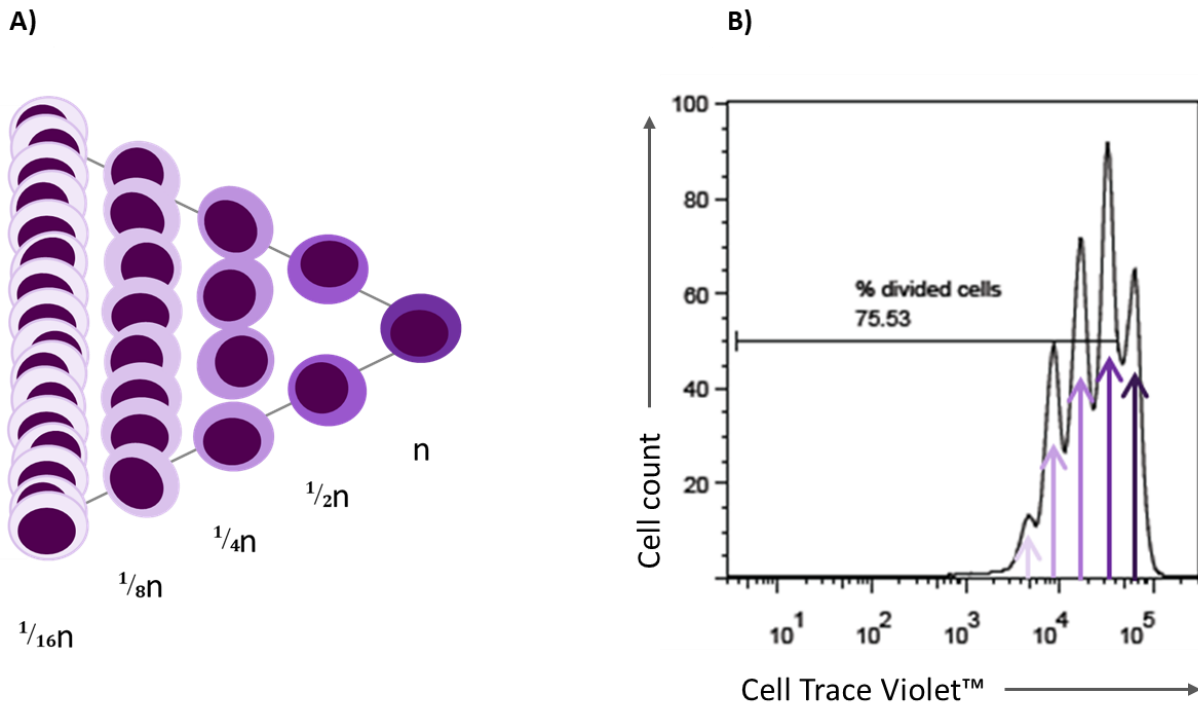 A)
n
¹/₂n
¹/₄n
¹/₈n
¹/₁₆n
B)
Cell count
100
80
60
40
20
% divided cells
75.53
10¹ 10² 10³ 10⁴ 10⁵
Cell Trace Violet™